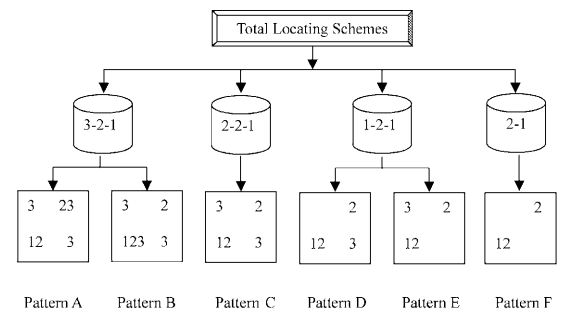 Total Locating Schemes
3-2-1 2-2-1 1-2-1 2-1
3 23 3 2 3 2 2 3 2 2
12 3 123 3 12 3 12 3 12 12
Pattern A Pattern B Pattern C Pattern D Pattern E Pattern F